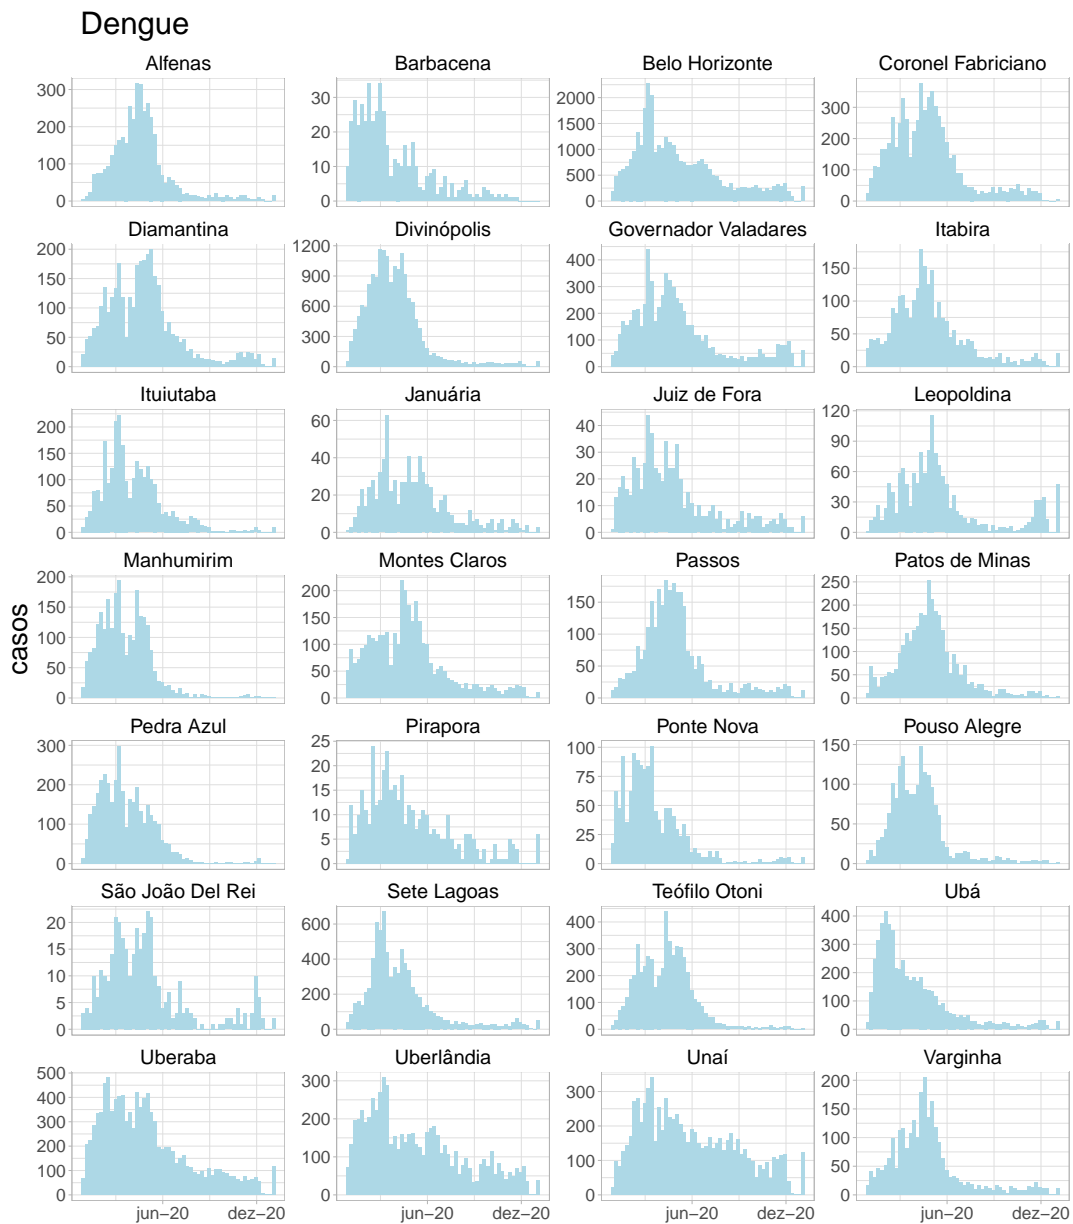 Dengue
Alfenas Barbacena Belo Horizonte Coronel Fabriciano
300 200 100 0
30 20 10 0
2000 1500 1000 500 0
300 200 100 0
Diamantina Divinópolis Governador Valadares Itabira
200 150 100 50 0
1200 900 600 300 0
400 300 200 100 0
150 100 50 0
Ituiutaba Januária Juiz de Fora Leopoldina
200 150 100 50 0
60 40 20 0
40 30 20 10 0
120 90 60 30 0
Manhumirim Montes Claros Passos Patos de Minas
200 150 100 50 0
200 150 100 50 0
150 100 50 0
250 200 150 100 50 0
casos
Pedra Azul Pirapora Ponte Nova Pouso Alegre
300 200 100 0
25 20 15 10 5 0
100 75 50 25 0
150 100 50 0
São João Del Rei Sete Lagoas Teófilo Otoni Ubá
20 15 10 5 0
600 400 200 0
400 300 200 100 0
400 300 200 100 0
Uberaba Uberlândia Unaí Varginha
500 400 300 200 100 0
300 200 100 0
300 200 100 0
200 150 100 50 0
jun–20 dez–20 jun–20 dez–20 jun–20 dez–20 jun–20 dez–20